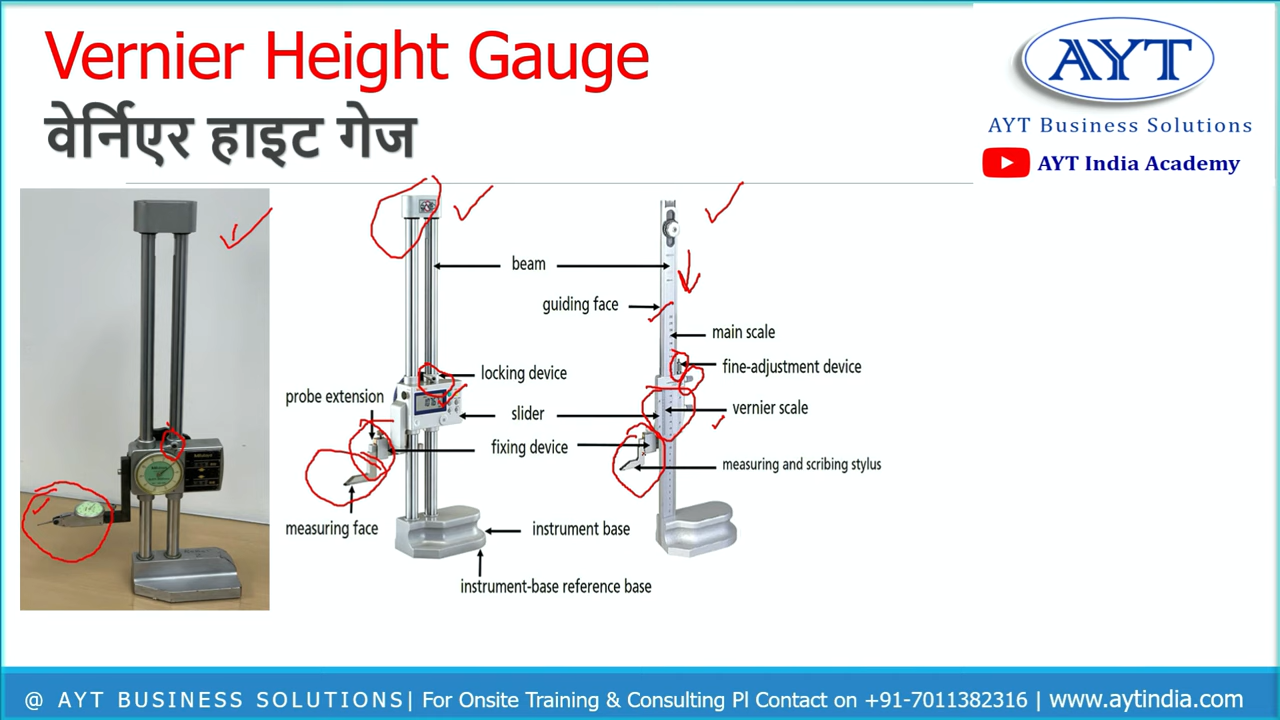 Vernier Height Gauge
वेर्निएर हाइट गेज
AYT
AYT Business Solutions
AYT India Academy
beam
guiding face
main scale
locking device
fine-adjustment device
probe extension
slider
vernier scale
fixing device
measuring and scribing stylus
measuring face
instrument base
instrument-base reference base
@ AYT BUSINESS SOLUTIONS| For Onsite Training & Consulting Pl Contact on +91-7011382316 | www.aytindia.com